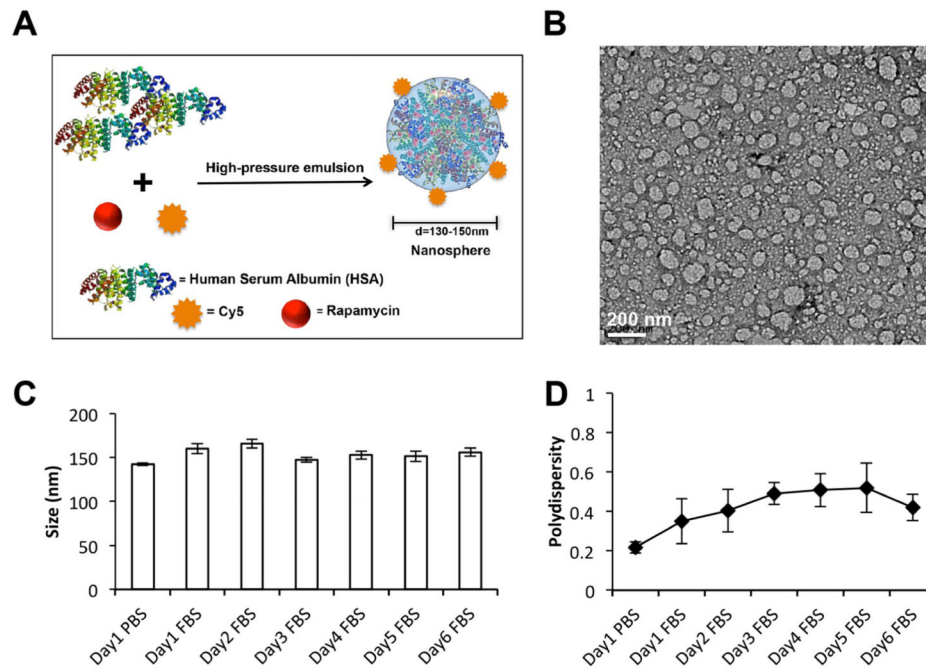 A
High-pressure emulsion
+
d=130-150nm
Nanosphere
= Human Serum Albumin (HSA)
= Cy5
= Rapamycin
B
200 nm
200 nm
C
Size (nm)
200
150
100
50
0
Day1 PBS
Day1 FBS
Day2 FBS
Day3 FBS
Day4 FBS
Day5 FBS
Day6 FBS
D
Polydispersity
1
0.8
0.6
0.4
0.2
0
Day1 PBS
Day1 FBS
Day2 FBS
Day3 FBS
Day4 FBS
Day5 FBS
Day6 FBS